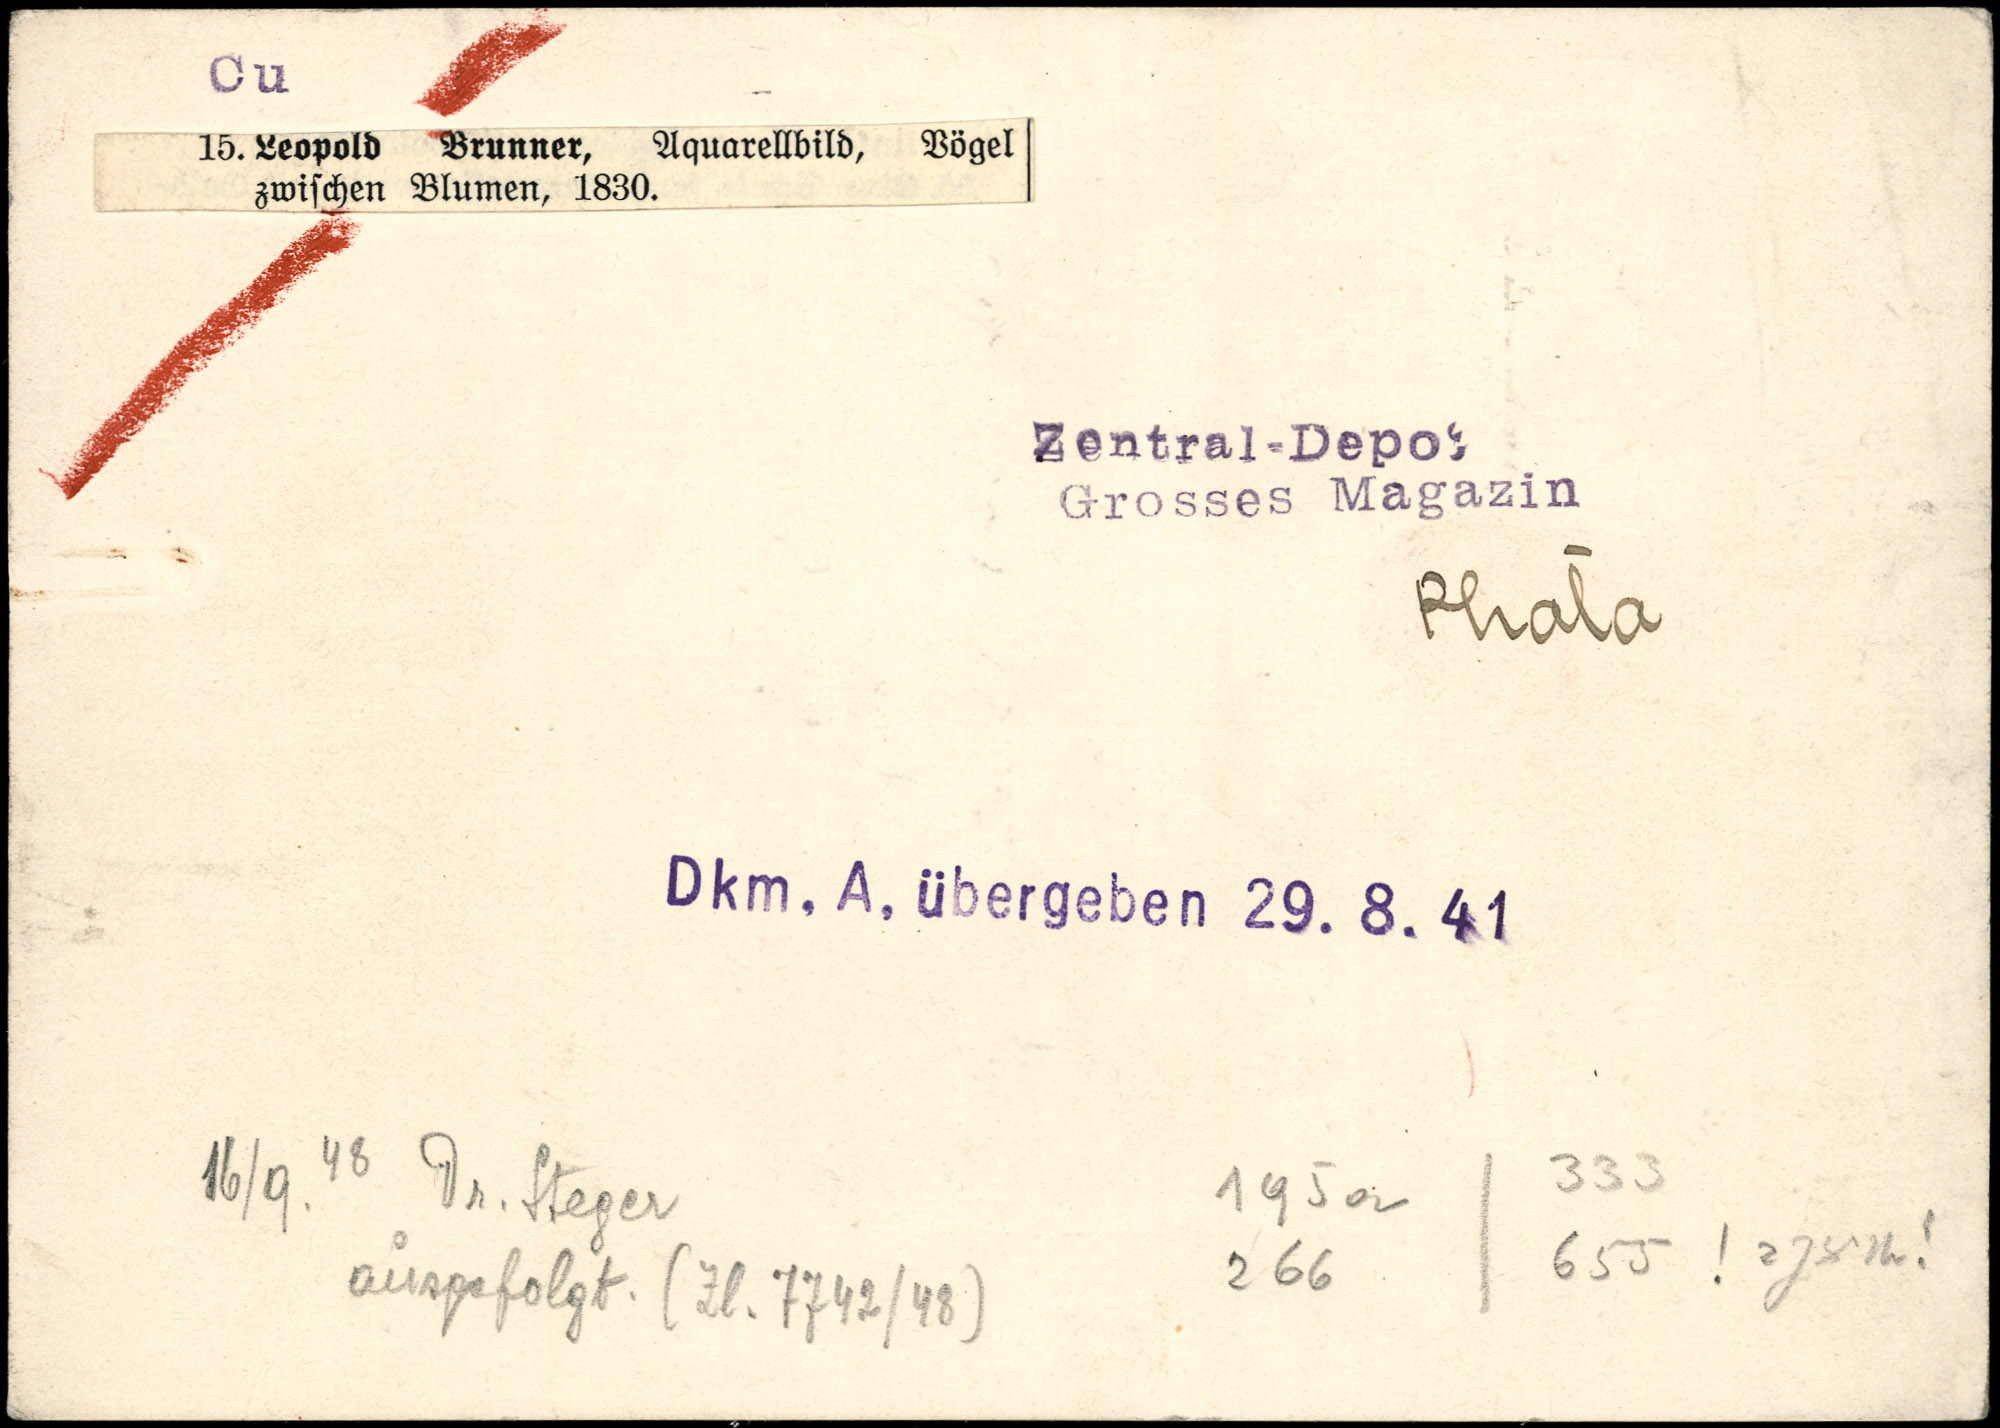 Cu
15. Leopold Brunner, Aquarellbild, Vögel
zwischen Blumen, 1830.
Zentral-Depot
Grosses Magazin
Dkm. A. übergeben 29. 8. 41
16/9. 48 Dr. Steger
ausgefolgt. (Zl. 7742/48)
195 a | 333
266 | 655 !